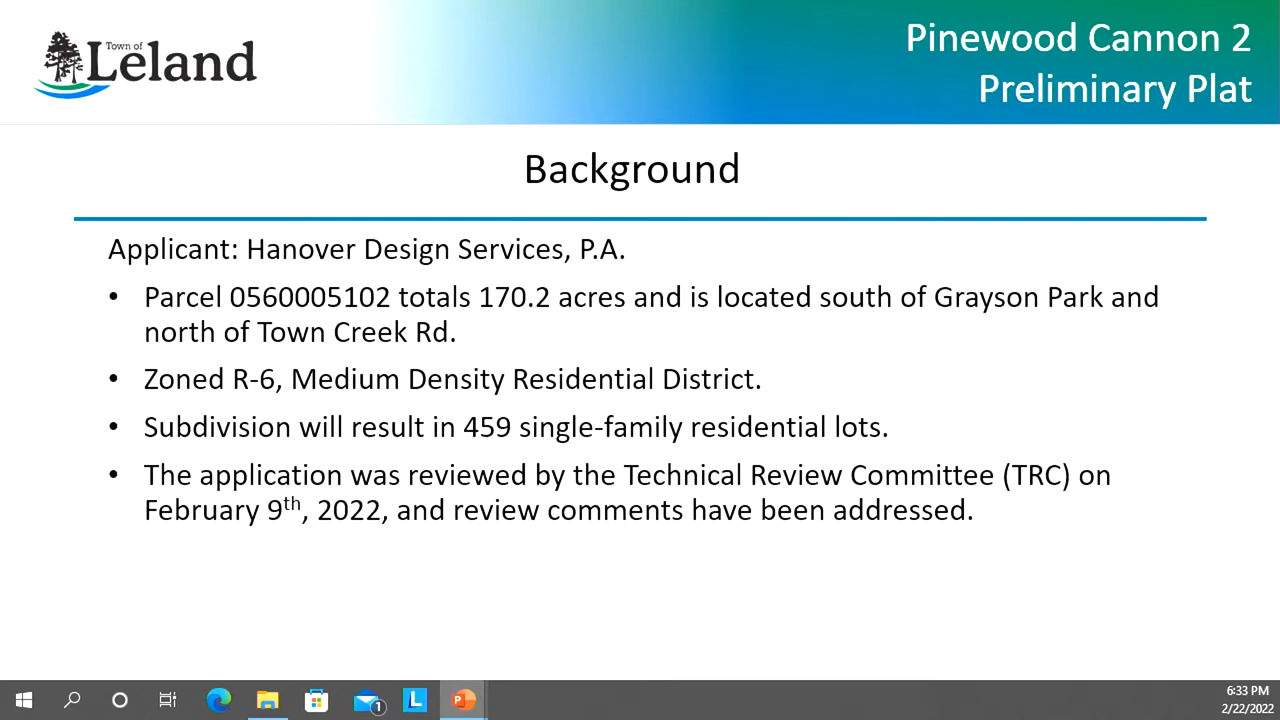 Town of
Leland
Pinewood Cannon 2
Preliminary Plat
Background
Applicant: Hanover Design Services, P.A.
• Parcel 0560005102 totals 170.2 acres and is located south of Grayson Park and
north of Town Creek Rd.
• Zoned R-6, Medium Density Residential District.
• Subdivision will result in 459 single-family residential lots.
• The application was reviewed by the Technical Review Committee (TRC) on
February 9th, 2022, and review comments have been addressed.
1
L
P
6:33 PM
2/22/2022